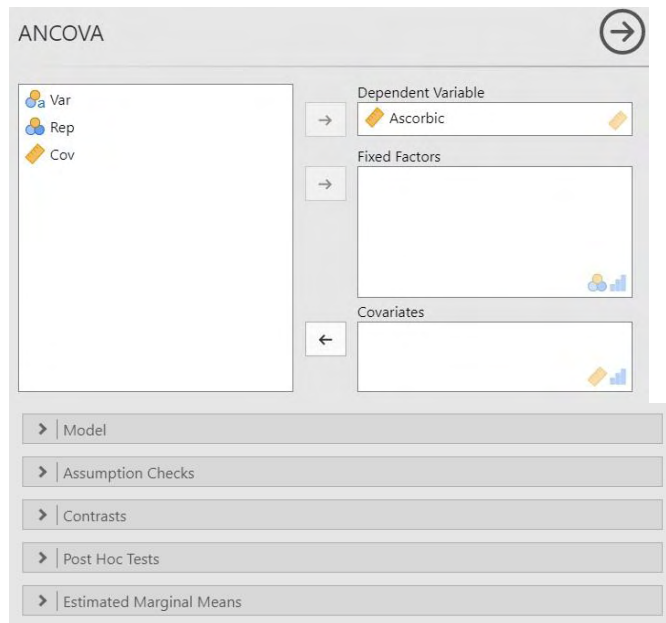 ANCOVA
Var
Rep
Cov
Dependent Variable
Ascorbic
Fixed Factors
Covariates
Model
Assumption Checks
Contrasts
Post Hoc Tests
Estimated Marginal Means